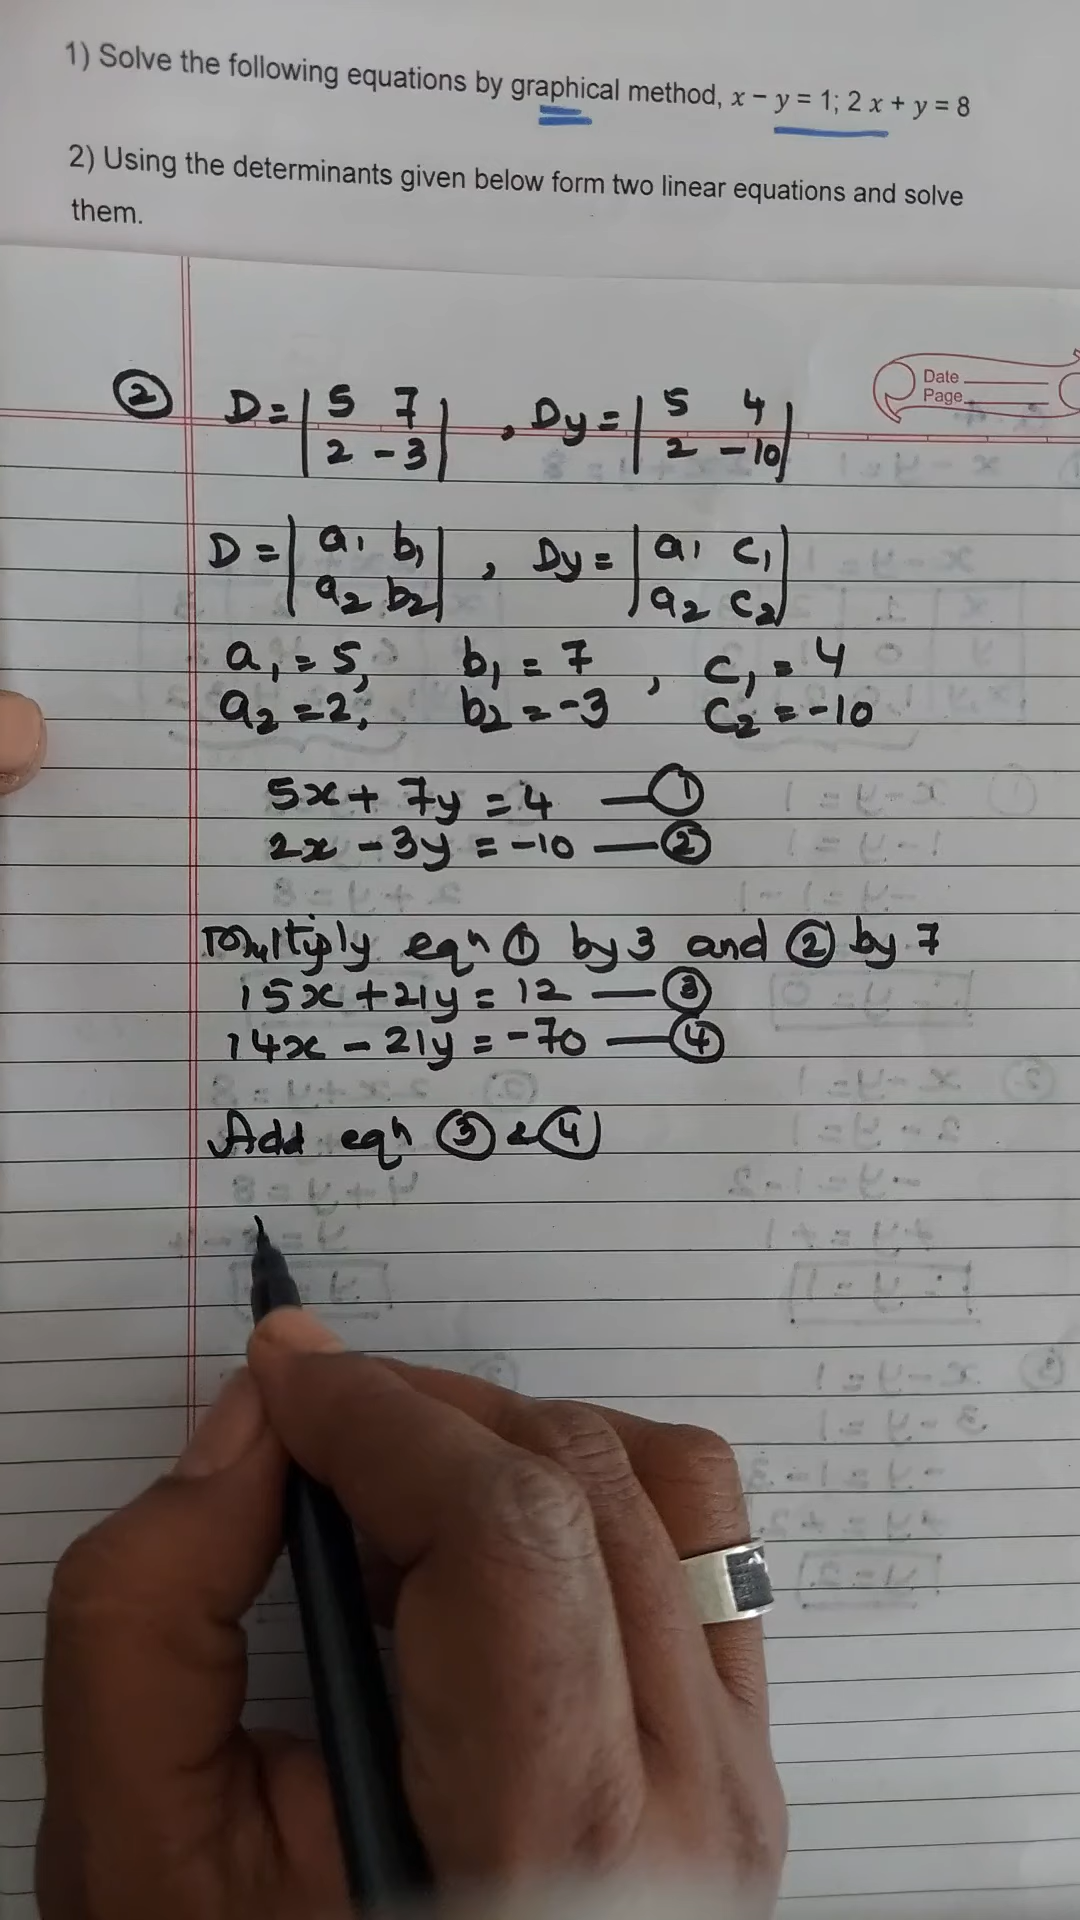 1) Solve the following equations by graphical method, x − y = 1; 2 x + y = 8
2) Using the determinants given below form two linear equations and solve
them.
Date
Page
② D = | 5 7 | , Dy = | 5 4 |
| 2 -3 | | 2 -10 |
D = | a₁ b₁ | , Dy = | a₁ c₁ |
| a₂ b₂ | | a₂ c₂ |
a₁ = 5, b₁ = 7 , c₁ = 4
a₂ = 2, b₂ = -3 c₂ = -10
5x + 7y = 4 — ①
2x - 3y = -10 — ②
Multiply eqn ① by 3 and ② by 7
15x + 21y = 12 — ③
14x - 21y = -70 — ④
Add eqn ③ & ④